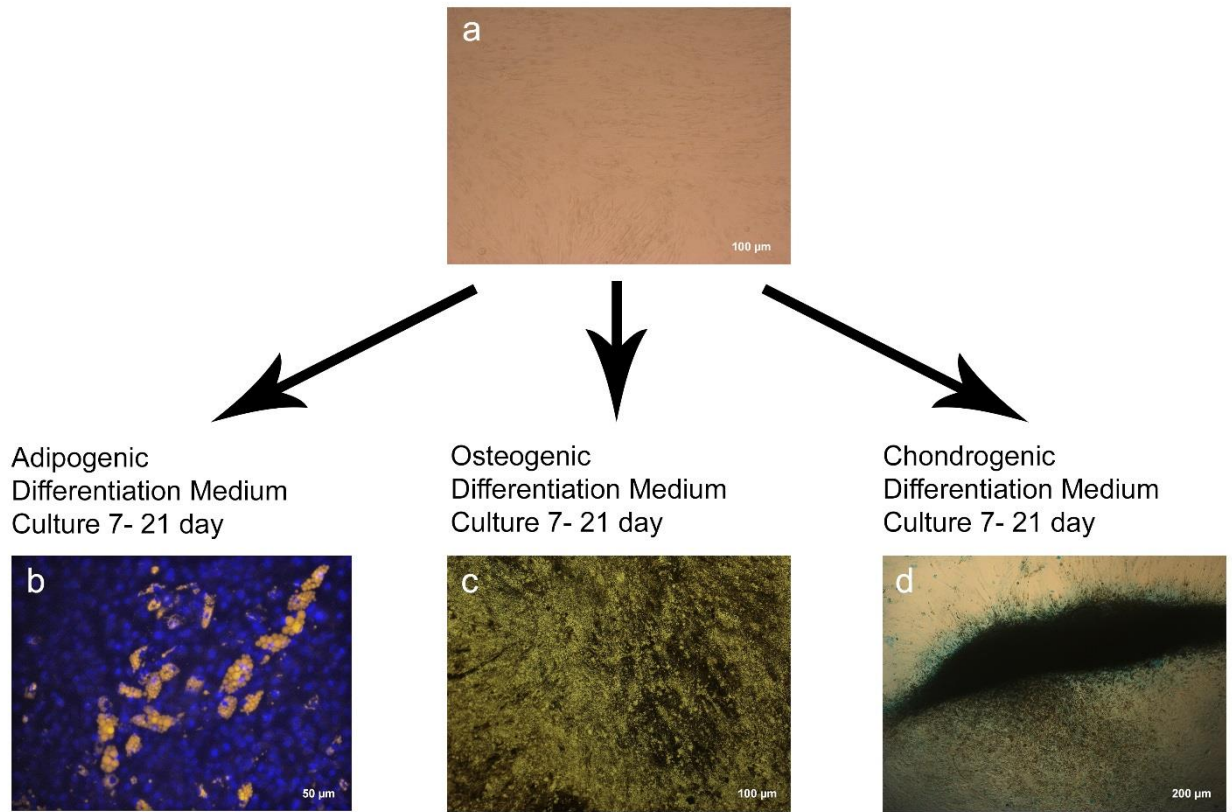 a
100 µm
Adipogenic
Differentiation Medium
Culture 7- 21 day
Osteogenic
Differentiation Medium
Culture 7- 21 day
Chondrogenic
Differentiation Medium
Culture 7- 21 day
b
50 µm
c
100 µm
d
200 µm